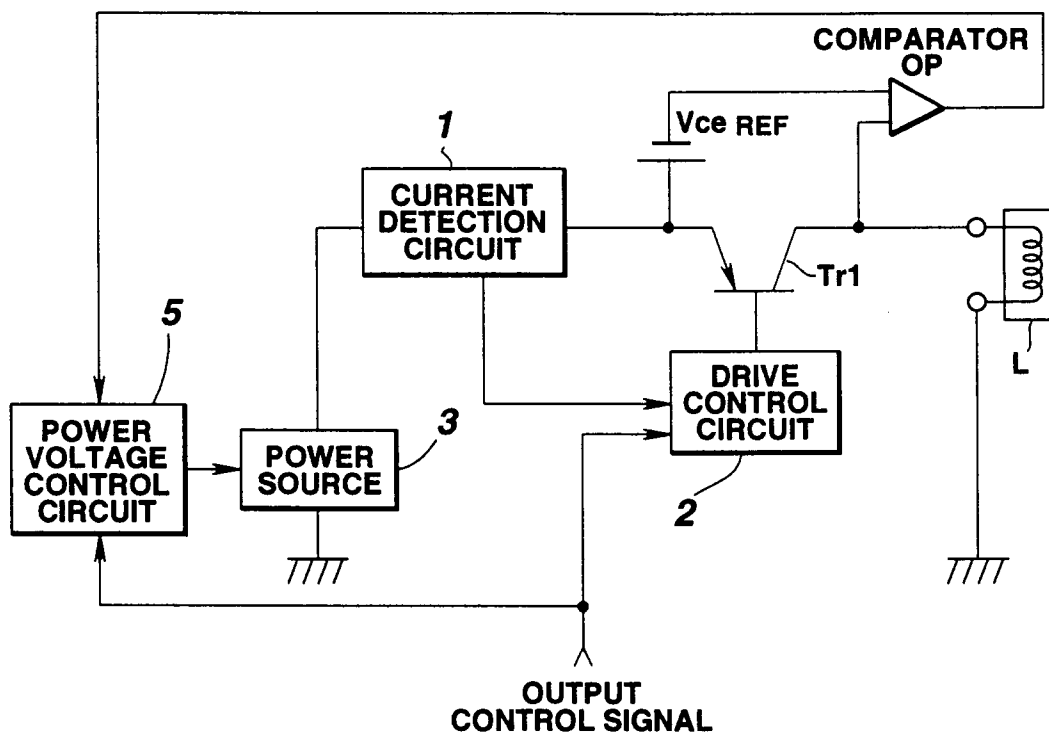 COMPARATOR
OP
Vce REF
1
CURRENT
DETECTION
CIRCUIT
Tr1
5
L
DRIVE
CONTROL
CIRCUIT
3
POWER
VOLTAGE
CONTROL
CIRCUIT
POWER
SOURCE
2
OUTPUT
CONTROL SIGNAL